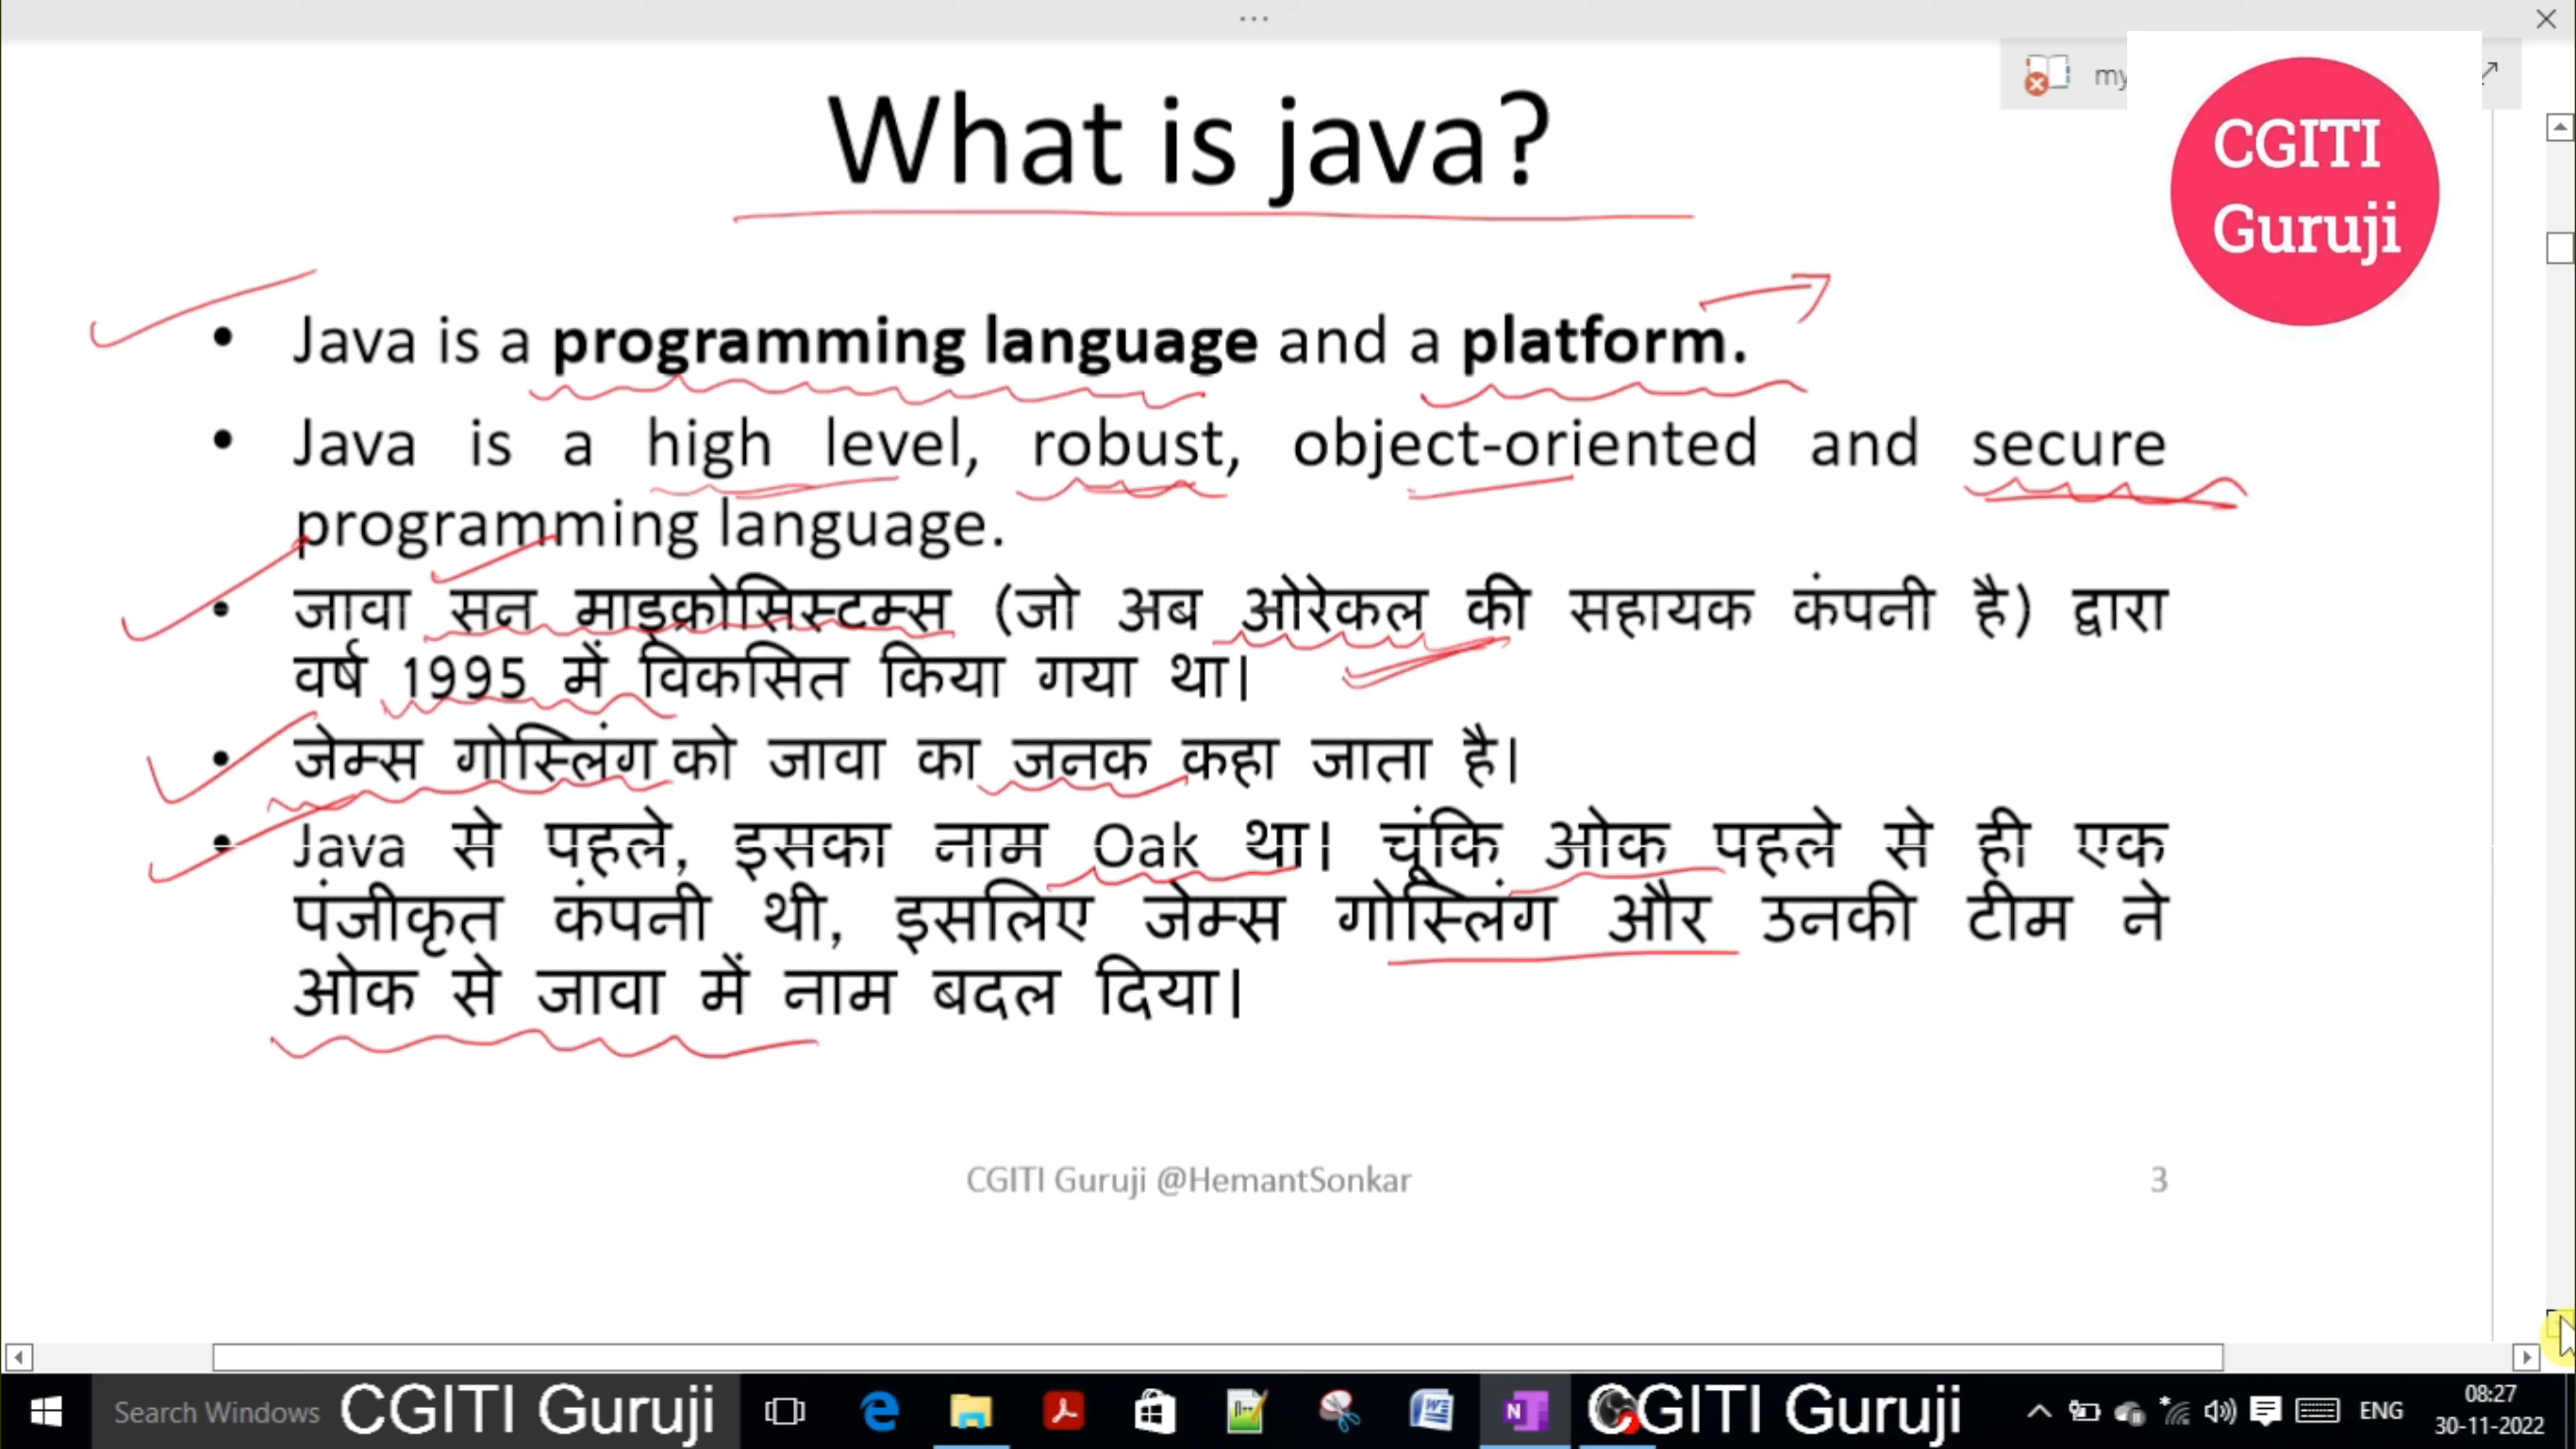 ...
my
CGITI
Guruji
What is java?
• Java is a programming language and a platform.
• Java is a high level, robust, object-oriented and secure
programming language.
• जावा सन माइक्रोसिस्टम्स (जो अब ओरेकल की सहायक कंपनी है) द्वारा
वर्ष 1995 में विकसित किया गया था।
• जेम्स गोस्लिंग को जावा का जनक कहा जाता है।
• Java से पहले, इसका नाम Oak था। चूंकि ओक पहले से ही एक
पंजीकृत कंपनी थी, इसलिए जेम्स गोस्लिंग और उनकी टीम ने
ओक से जावा में नाम बदल दिया।
CGITI Guruji @HemantSonkar 3
Search Windows CGITI Guruji CGITI Guruji ENG 08:27
30-11-2022